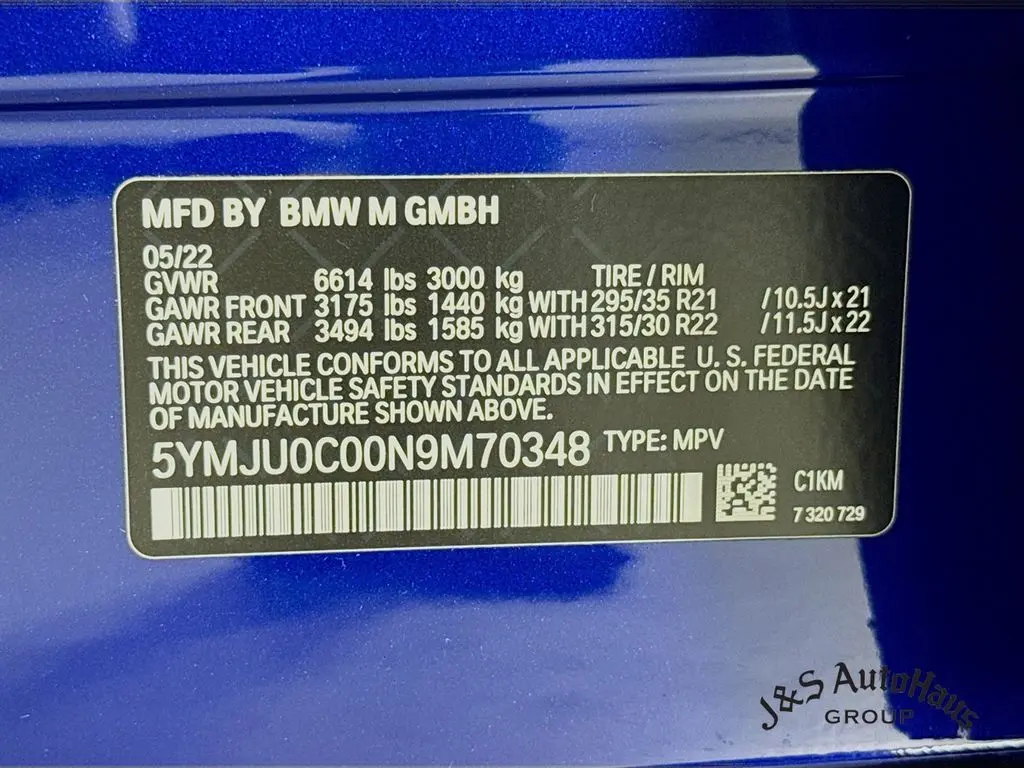 MFD BY BMW M GMBH
05/22
GVWR 6614 lbs 3000 kg TIRE / RIM
GAWR FRONT 3175 lbs 1440 kg WITH 295/35 R21 /10.5J x 21
GAWR REAR 3494 lbs 1585 kg WITH 315/30 R22 /11.5J x 22
THIS VEHICLE CONFORMS TO ALL APPLICABLE U. S. FEDERAL
MOTOR VEHICLE SAFETY STANDARDS IN EFFECT ON THE DATE
OF MANUFACTURE SHOWN ABOVE.
5YMJU0C00N9M70348 TYPE: MPV
C1KM
7 320 729
J&S AutoHaus
GROUP